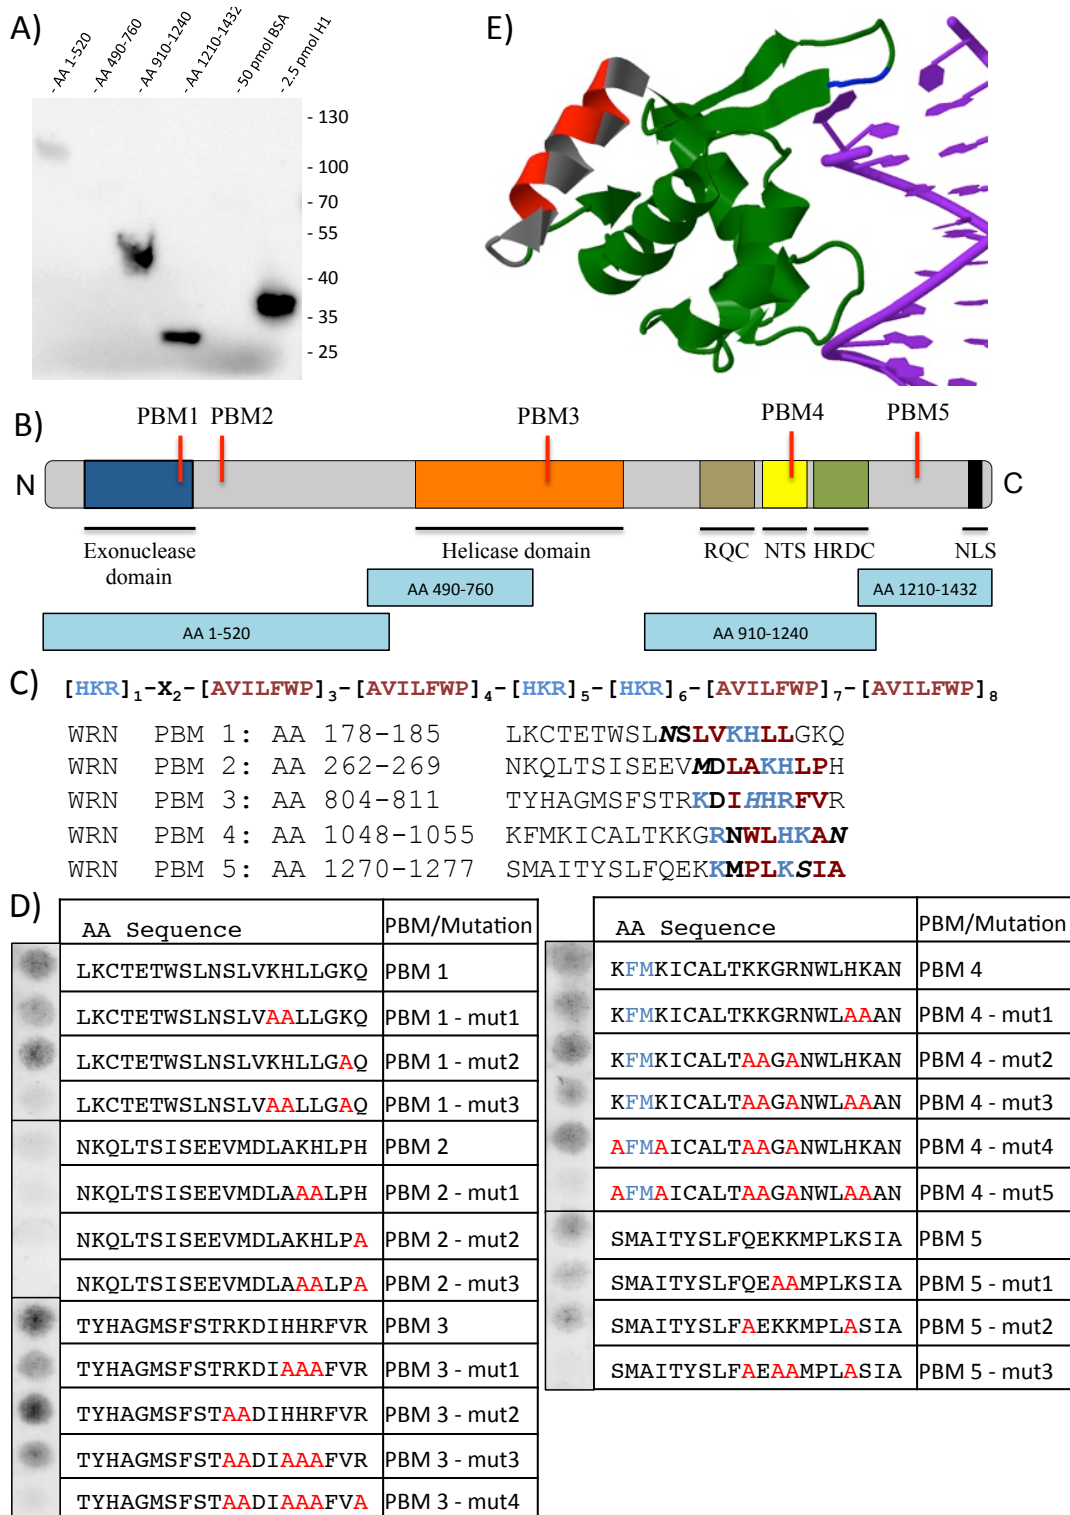 A)
- AA 1-520
- AA 490-760
- AA 910-1240
- AA 1210-1432
- 50 pmol BSA
- 2.5 pmol H1
- 130
- 100
- 70
- 55
- 40
- 35
- 25
E)
B)
PBM1 PBM2 PBM3 PBM4 PBM5
N C
Exonuclease domain
Helicase domain
RQC NTS HRDC NLS
AA 490-760
AA 1210-1432
AA 1-520
AA 910-1240
C) [HKR]1-X2-[AVILFWP]3-[AVILFWP]4-[HKR]5-[HKR]6-[AVILFWP]7-[AVILFWP]8
WRN PBM 1: AA 178-185 LKCTETWSLNSLVKHLLGKQ
WRN PBM 2: AA 262-269 NKQLTSISEEVMDLAKHLPH
WRN PBM 3: AA 804-811 TYHAGMSFSTRKDIHHRFVR
WRN PBM 4: AA 1048-1055 KFMKICALTKKGRNWLHKAN
WRN PBM 5: AA 1270-1277 SMAITYSLFQEKKMPLKSIA
D)
AA Sequence PBM/Mutation
LKCTETWSLNSLVKHLLGKQ PBM 1
LKCTETWSLNSLVAALLGKQ PBM 1 - mut1
LKCTETWSLNSLVKHLLGAQ PBM 1 - mut2
LKCTETWSLNSLVAALLGAQ PBM 1 - mut3
NKQLTSISEEVMDLAKHLPH PBM 2
NKQLTSISEEVMDLAAALPH PBM 2 - mut1
NKQLTSISEEVMDLAKHLPA PBM 2 - mut2
NKQLTSISEEVMDLAAALPA PBM 2 - mut3
TYHAGMSFSTRKDIHHRFVR PBM 3
TYHAGMSFSTRKDIAAAFVR PBM 3 - mut1
TYHAGMSFSTAADIHHRFVR PBM 3 - mut2
TYHAGMSFSTAADIAAAFVR PBM 3 - mut3
TYHAGMSFSTAADIAAAFVA PBM 3 - mut4
AA Sequence PBM/Mutation
KFMKICALTKKGRNWLHKAN PBM 4
KFMKICALTKKGRNWLAAAN PBM 4 - mut1
KFMKICALTAAGANWLHKAN PBM 4 - mut2
KFMKICALTAAGANWLAAAN PBM 4 - mut3
AFMAICALTAAGANWLHKAN PBM 4 - mut4
AFMAICALTAAGANWLAAAN PBM 4 - mut5
SMAITYSLFQEKKMPLKSIA PBM 5
SMAITYSLFQEAAMPLKSIA PBM 5 - mut1
SMAITYSLFAEKKMPLASIA PBM 5 - mut2
SMAITYSLFAEAAMPLASIA PBM 5 - mut3